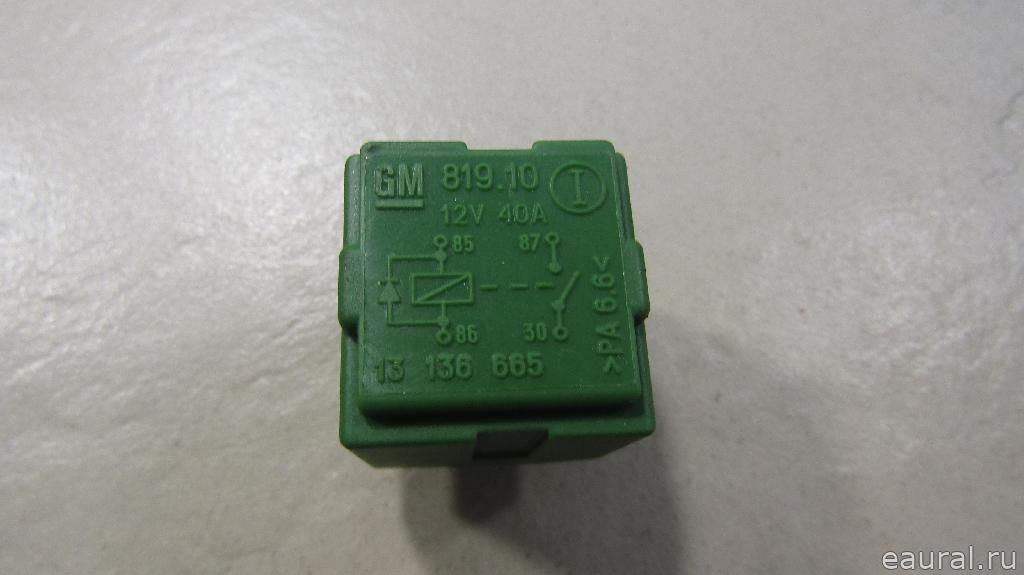 GM 819.10 I
12V 40A
85 87
86 30
>PA 6.6<
13 136 665
eaural.ru